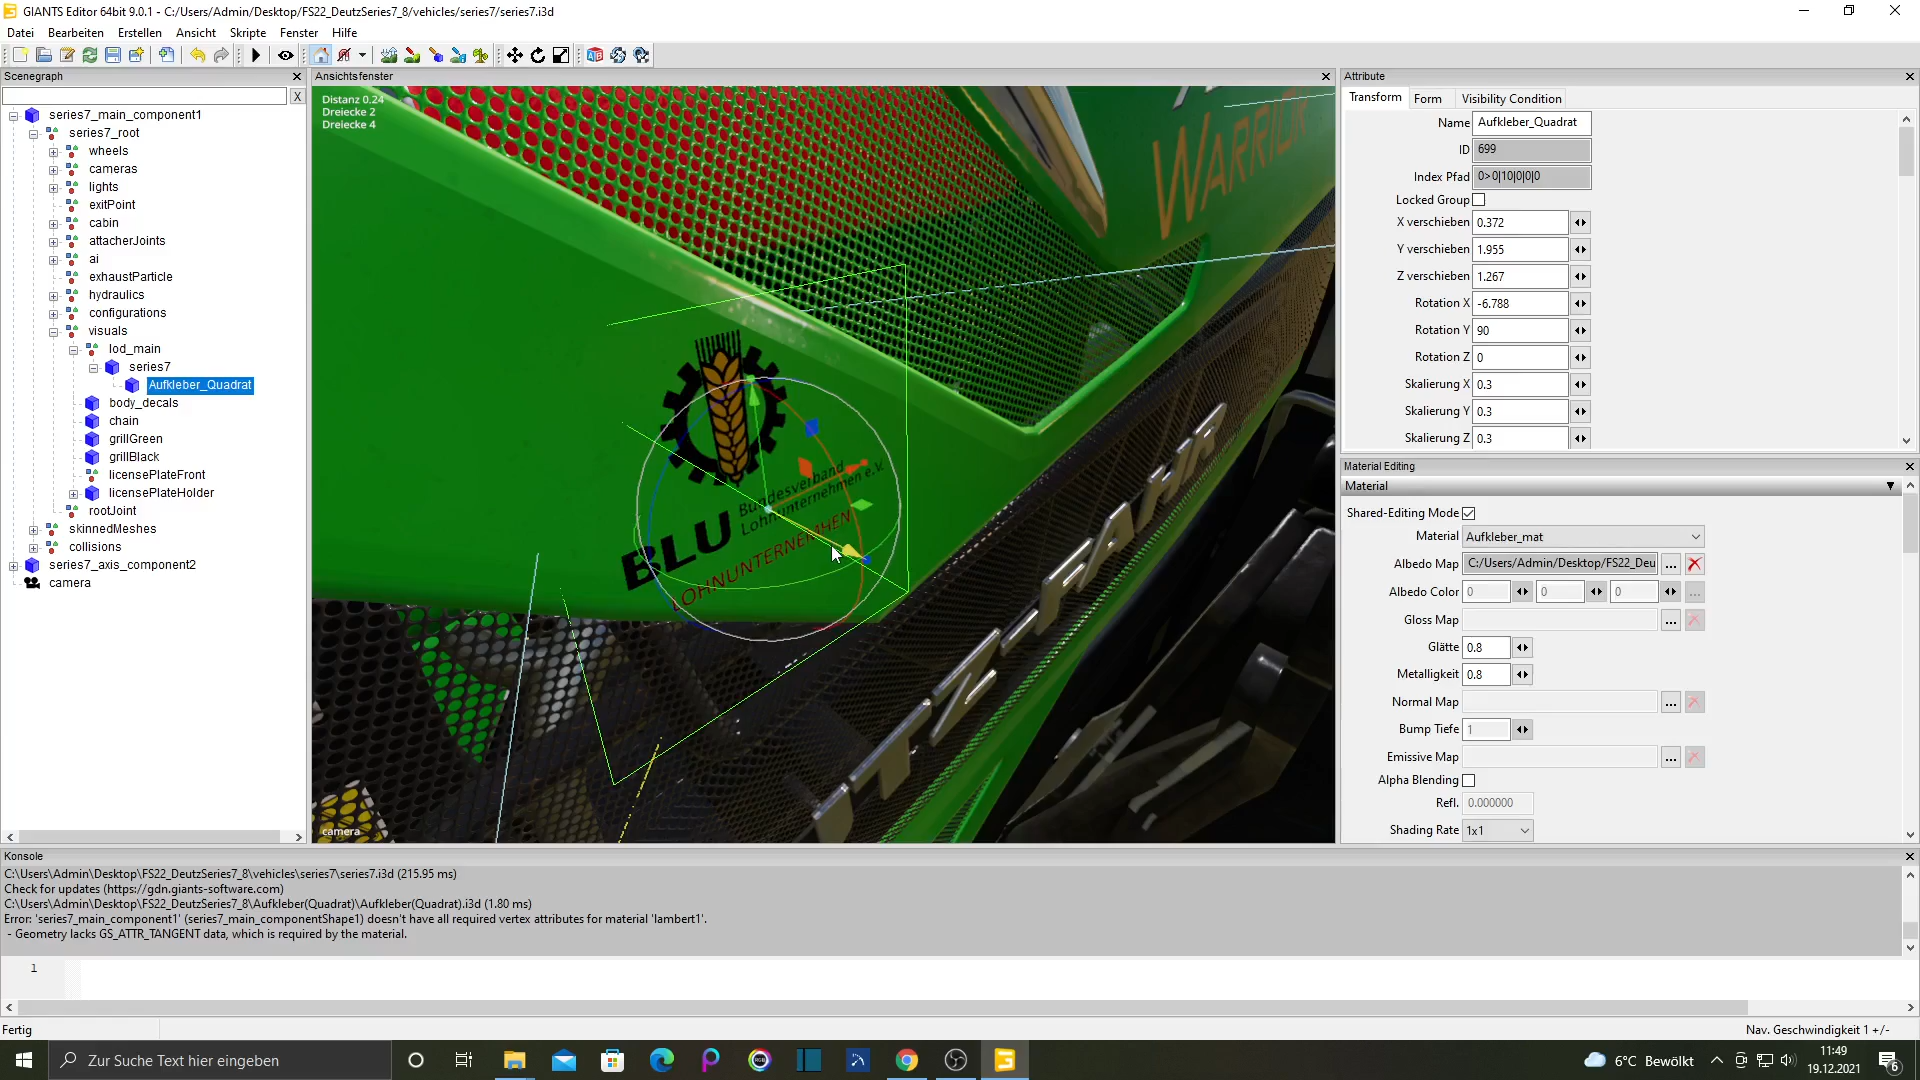 GIANTS Editor 64bit 9.0.1 - C:/Users/Admin/Desktop/FS22_DeutzSeries7_8/vehicles/series7/series7.i3d
Datei Bearbeiten Erstellen Ansicht Skripte Fenster Hilfe
Scenegraph
X
series7_main_component1
series7_root
wheels
cameras
lights
exitPoint
cabin
attacherJoints
ai
exhaustParticle
hydraulics
configurations
visuals
lod_main
series7
Aufkleber_Quadrat
body_decals
chain
grillGreen
grillBlack
licensePlateFront
licensePlateHolder
rootJoint
skinnedMeshes
collisions
series7_axis_component2
camera
Ansichtsfenster
Distanz 0.24
Dreiecke 2
Dreiecke 4
WARRIOR
Bundesverband
Lohnunternehmen e.V.
BLU
LOHNUNTERNEHMEN
camera
Attribute
Transform Form Visibility Condition
Name Aufkleber_Quadrat
ID 699
Index Pfad 0>0|10|0|0|0
Locked Group
X verschieben 0.372
Y verschieben 1.955
Z verschieben 1.267
Rotation X -6.788
Rotation Y 90
Rotation Z 0
Skalierung X 0.3
Skalierung Y 0.3
Skalierung Z 0.3
Material Editing
Material
Shared-Editing Mode
Material Aufkleber_mat
Albedo Map C:/Users/Admin/Desktop/FS22_Deu ...
Albedo Color 0 0 0 ...
Gloss Map ...
Glätte 0.8
Metalligkeit 0.8
Normal Map ...
Bump Tiefe 1
Emissive Map ...
Alpha Blending
Refl. 0.000000
Shading Rate 1x1
Konsole
C:\Users\Admin\Desktop\FS22_DeutzSeries7_8\vehicles\series7\series7.i3d (215.95 ms)
Check for updates (https://gdn.giants-software.com)
C:\Users\Admin\Desktop\FS22_DeutzSeries7_8\Aufkleber(Quadrat)\Aufkleber(Quadrat).i3d (1.80 ms)
Error: 'series7_main_component1' (series7_main_componentShape1) doesn't have all required vertex attributes for material 'lambert1'.
- Geometry lacks GS_ATTR_TANGENT data, which is required by the material.
1
Fertig
Nav. Geschwindigkeit 1 +/-
Zur Suche Text hier eingeben
6°C Bewölkt
11:49
19.12.2021
6